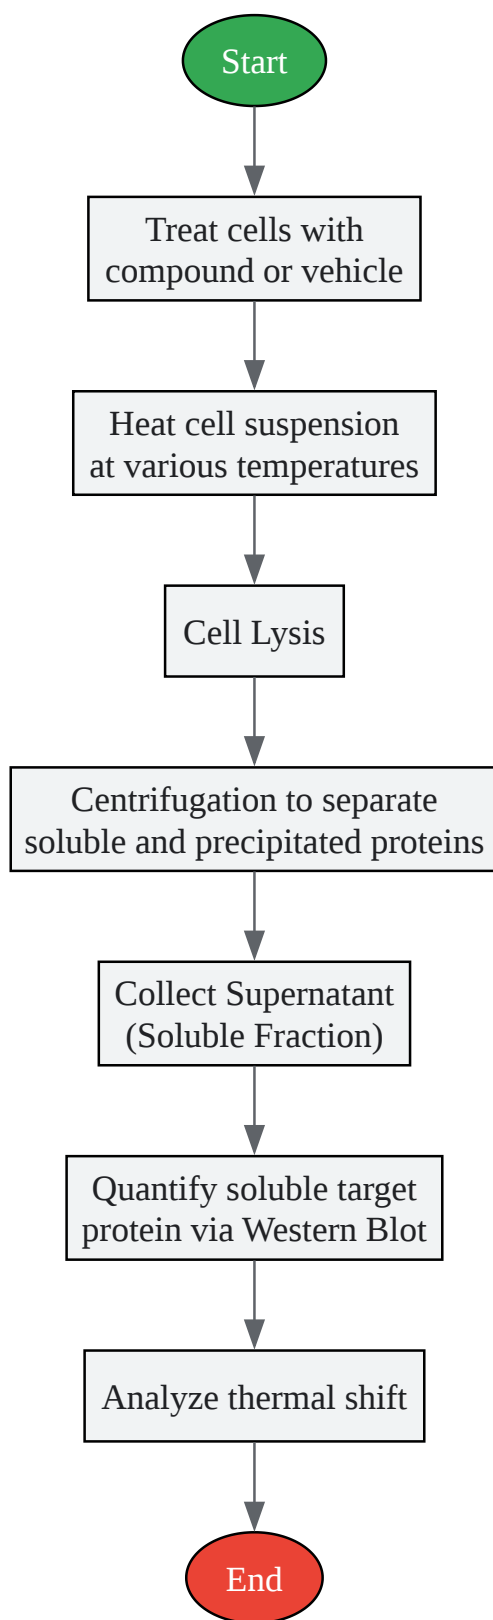 Start
Treat cells with
compound or vehicle
Heat cell suspension
at various temperatures
Cell Lysis
Centrifugation to separate
soluble and precipitated proteins
Collect Supernatant
(Soluble Fraction)
Quantify soluble target
protein via Western Blot
Analyze thermal shift
End